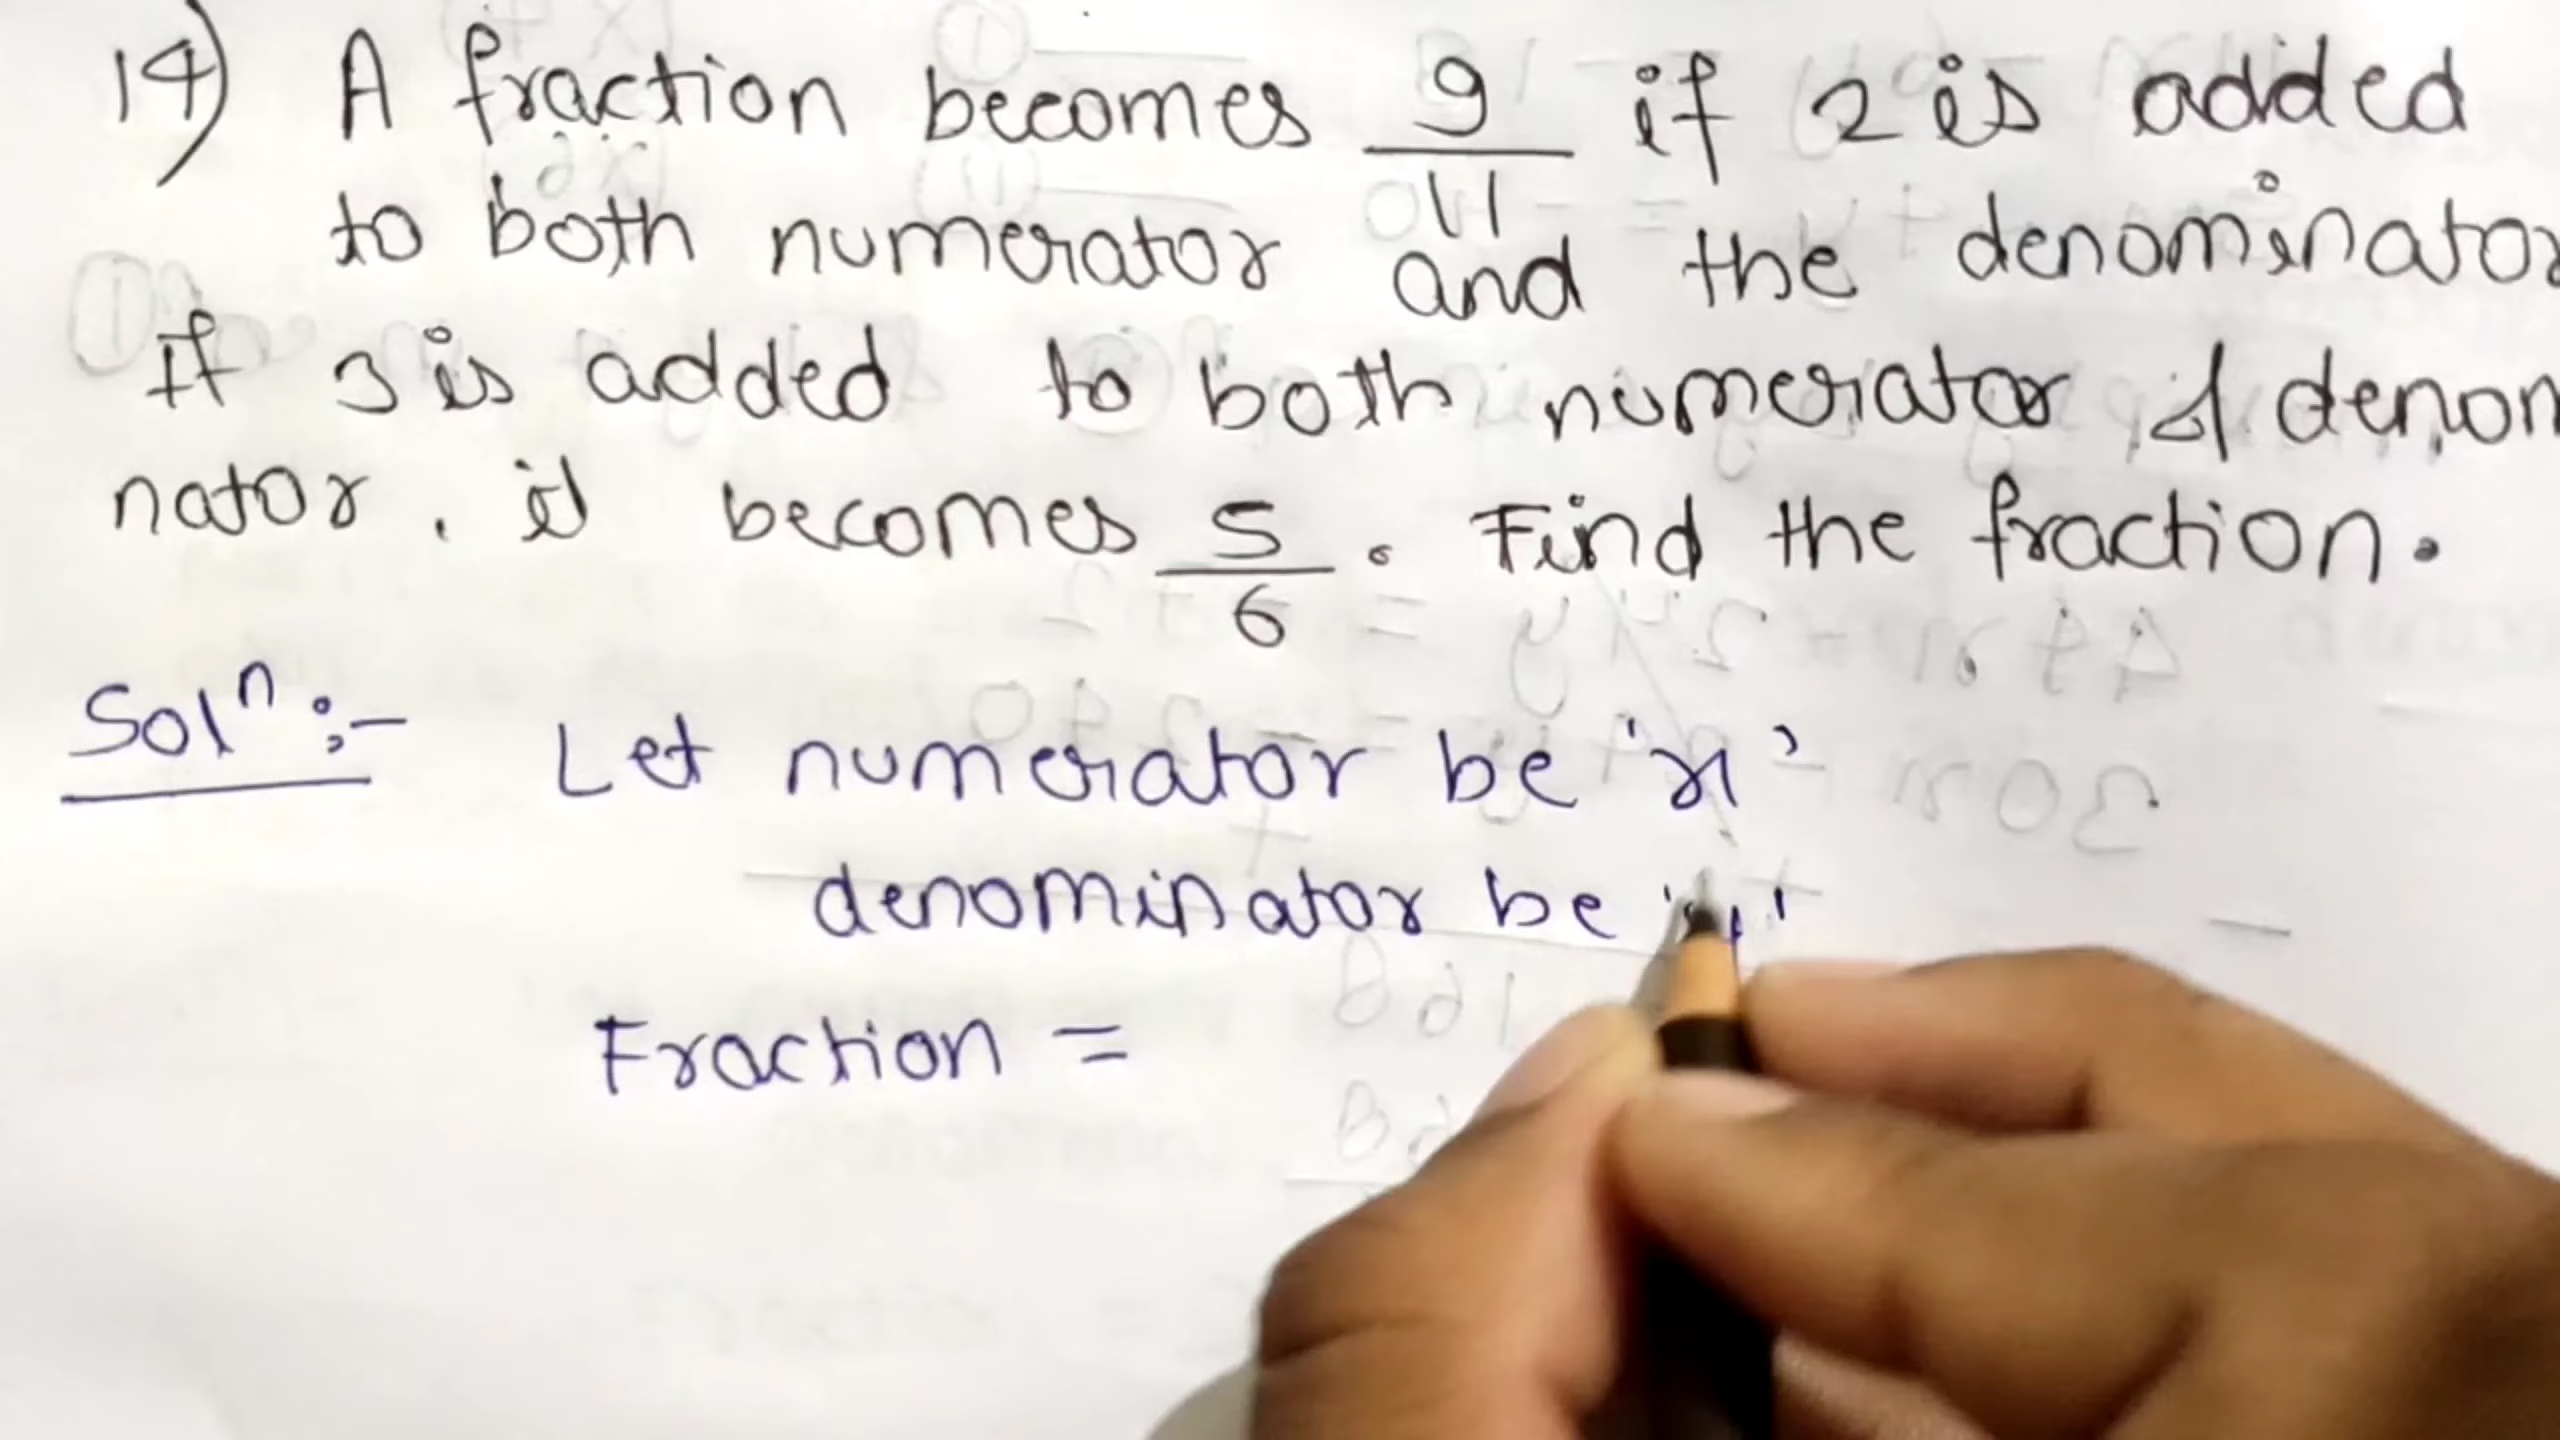 14) A fraction becomes 9/11 if 2 is added
to both numerator and the denominator
If 3 is added to both numerator & denom
nator. it becomes 5/6. Find the fraction.
Solⁿ :- Let numerator be 'x'
denominator be
Fraction =